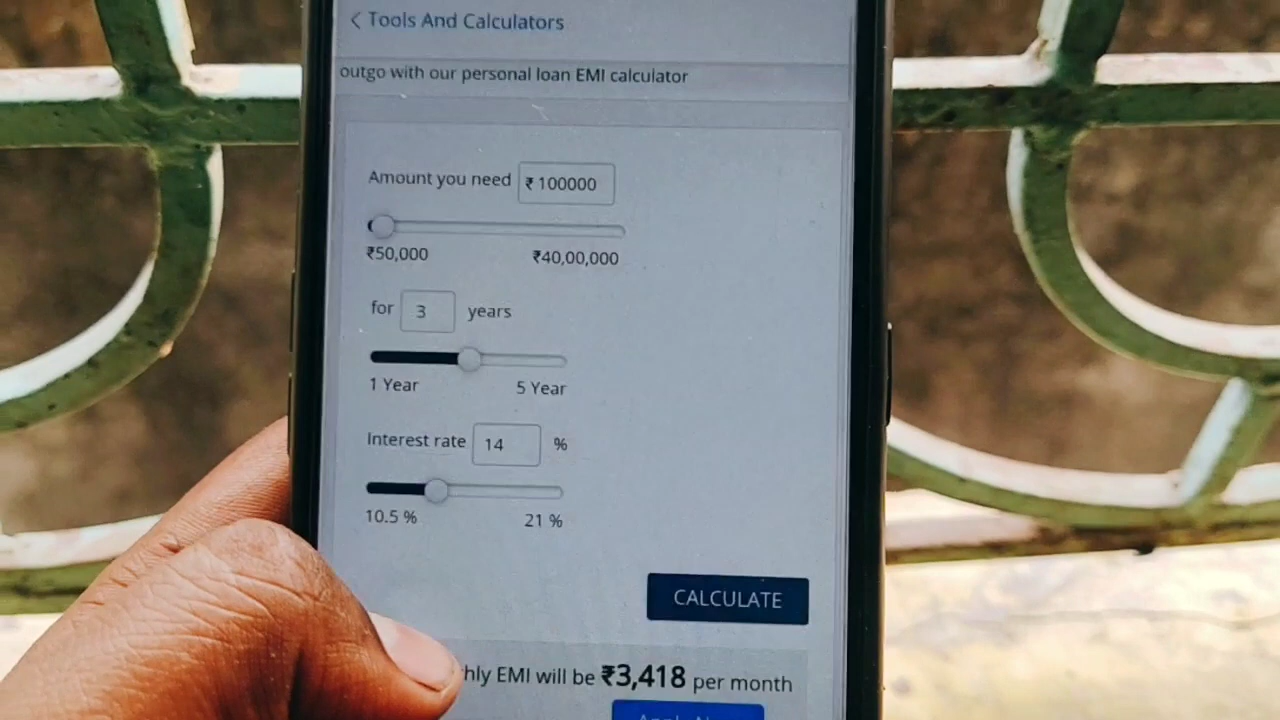 < Tools And Calculators
outgo with our personal loan EMI calculator
Amount you need ₹ 100000
₹50,000 ₹40,00,000
for 3 years
1 Year 5 Year
Interest rate 14 %
10.5 % 21 %
CALCULATE
hly EMI will be ₹3,418 per month